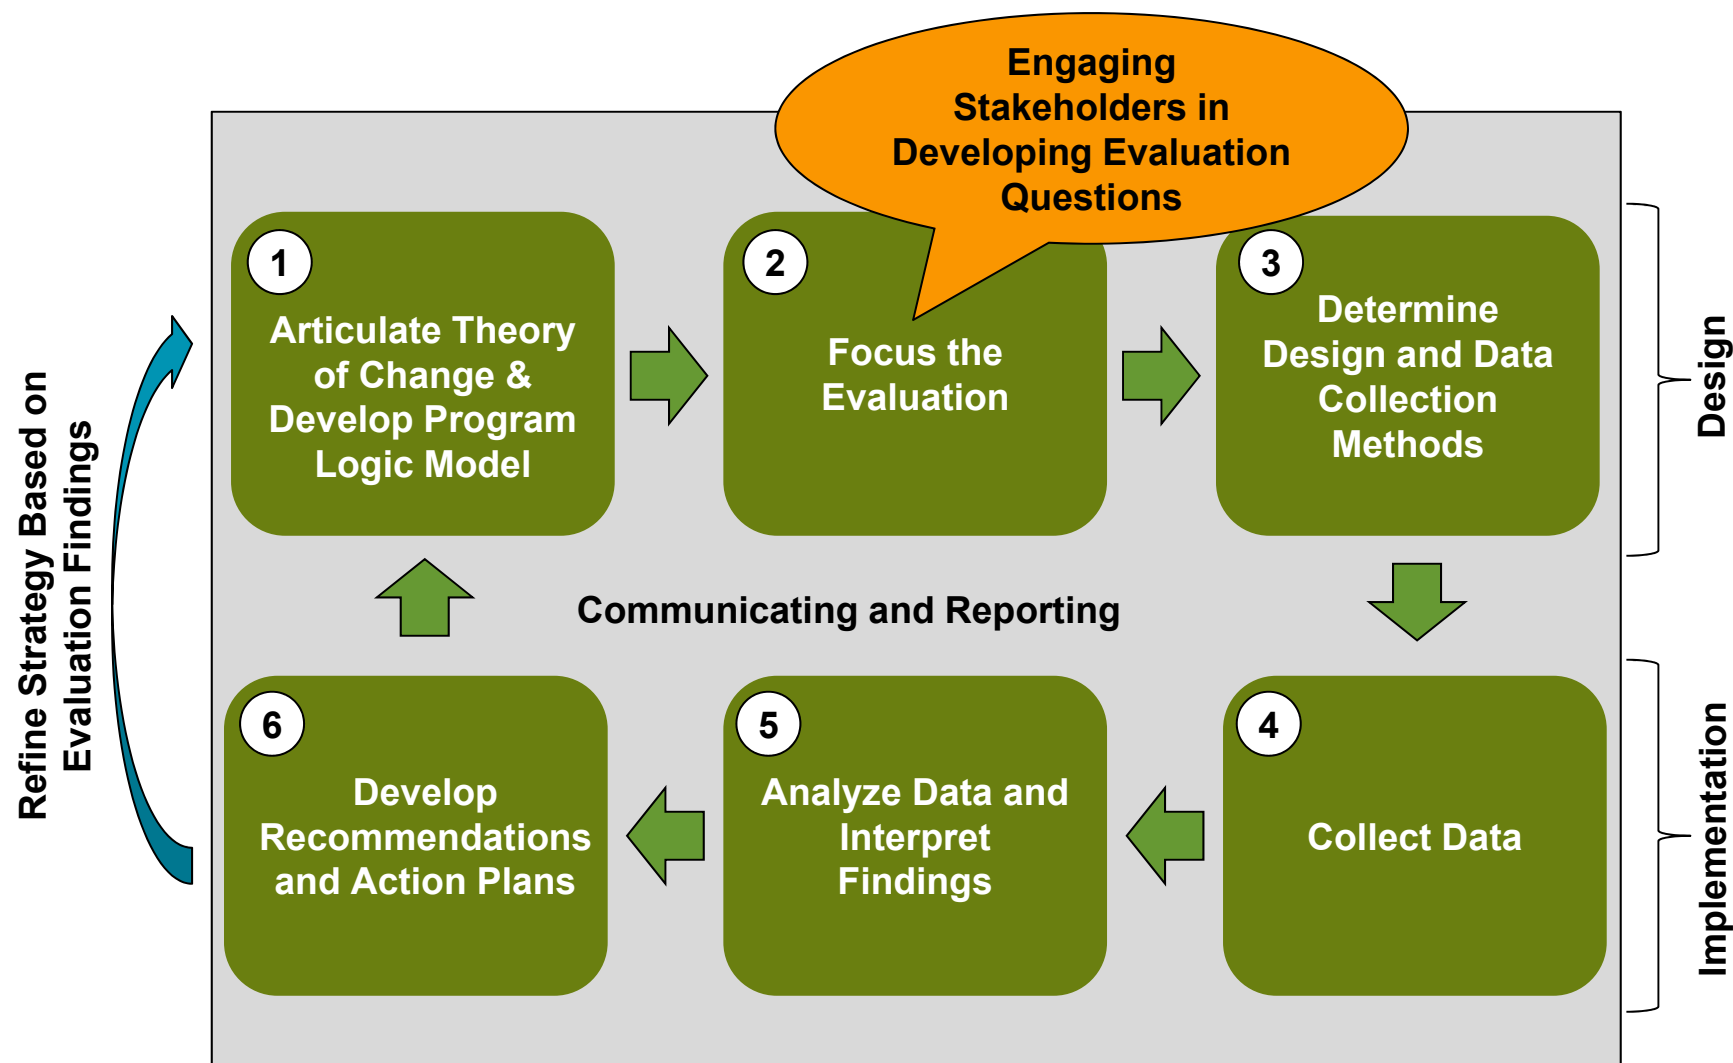 Engaging
Stakeholders in
Developing Evaluation
Questions
1
Articulate Theory
of Change &
Develop Program
Logic Model
2
Focus the
Evaluation
3
Determine
Design and Data
Collection
Methods
Design
Refine Strategy Based on
Evaluation Findings
Communicating and Reporting
6
Develop
Recommendations
and Action Plans
5
Analyze Data and
Interpret
Findings
4
Collect Data
Implementation